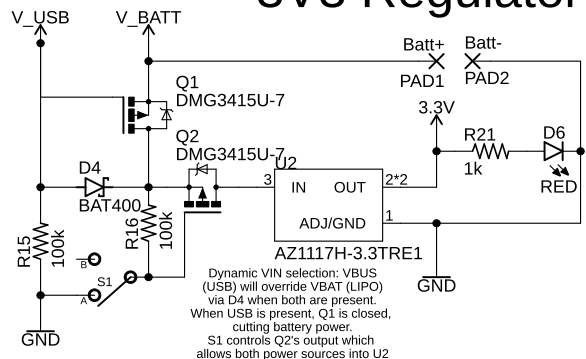 3V3 Regulator
V_USB
V_BATT
Batt+
Batt-
PAD1
PAD2
Q1
DMG3415U-7
3.3V
Q2
DMG3415U-7
R21
1k
D6
RED
D4
BAT400
U2
3
IN
OUT
2*2
ADJ/GND
1
AZ1117H-3.3TRE1
R15
100k
R16
100k
B
S1
A
GND
GND
Dynamic VIN selection: VBUS
(USB) will override VBAT (LIPO)
via D4 when both are present.
When USB is present, Q1 is closed,
cutting battery power.
S1 controls Q2's output which
allows both power sources into U2